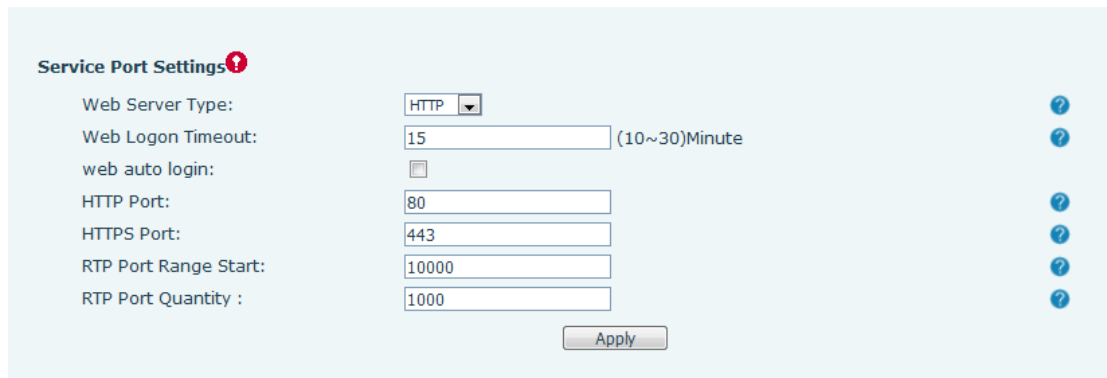 Service Port Settings
Web Server Type: HTTP
Web Logon Timeout: 15 (10~30)Minute
web auto login:
HTTP Port: 80
HTTPS Port: 443
RTP Port Range Start: 10000
RTP Port Quantity : 1000
Apply